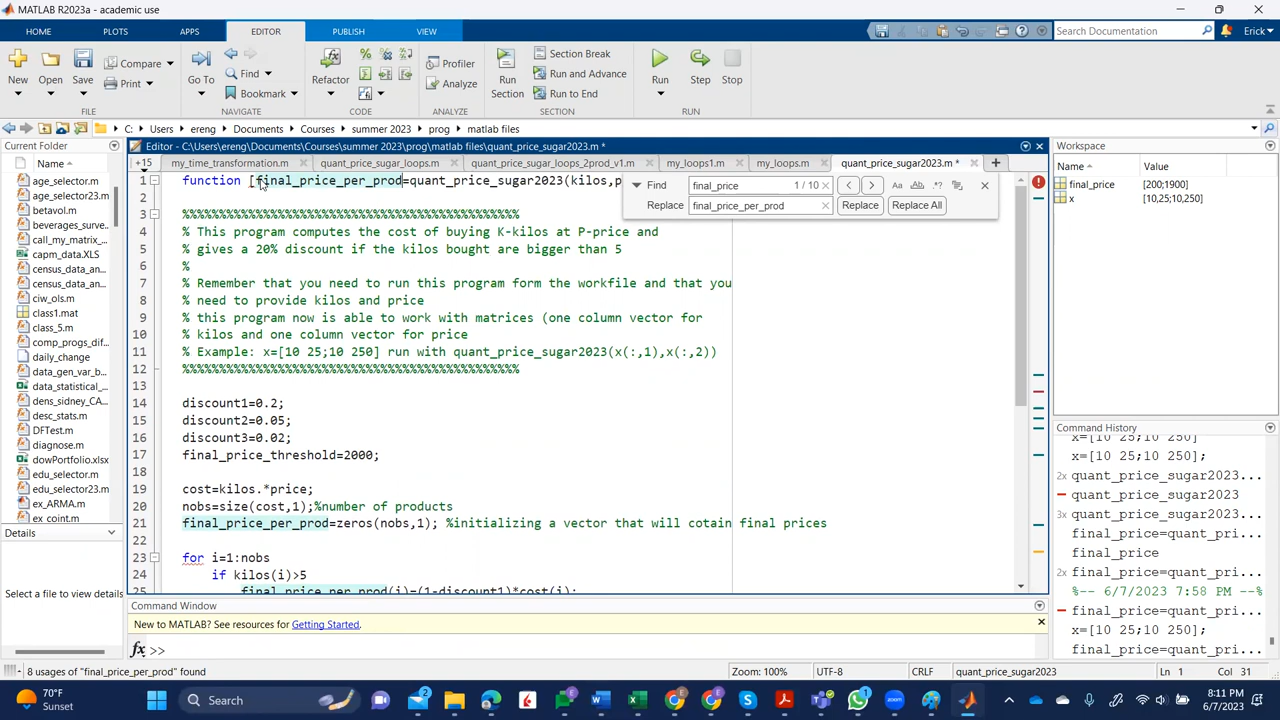 MATLAB R2023a - academic use
HOME PLOTS APPS EDITOR PUBLISH VIEW
Search Documentation
Erick
New Open Save Compare Print
Go To Find Bookmark
Refactor
Profiler Analyze
Run Section Section Break Run and Advance Run to End
Run Step Stop
FILE NAVIGATE CODE ANALYZE SECTION RUN
C: Users ereng Documents Courses summer 2023 prog matlab files
Current Folder
Name
age_selector.m
age_selector23.m
betavol.m
beverages_surve...
call_my_matrix_...
capm_data.XLS
census_data_an...
census_data_an...
ciw_ols.m
class1.mat
class_5.m
comp_progs_dif...
daily_change
data_gen_var_b...
data_statistical_...
dens_sidney_CA...
desc_stats.m
DFTest.m
diagnose.m
dowPortfolio.xlsx
edu_selector.m
edu_selector23.m
ex_ARMA.m
ex_coint.m
Details
Select a file to view details
Editor - C:\Users\ereng\Documents\Courses\summer 2023\prog\matlab files\quant_price_sugar2023.m *
+15 my_time_transformation.m quant_price_sugar_loops.m quant_price_sugar_loops_2prod_v1.m my_loops1.m my_loops.m quant_price_sugar2023.m *
Find final_price 1 / 10
Replace final_price_per_prod Replace Replace All
1 function [final_price_per_prod=quant_price_sugar2023(kilos,p
2
3 %%%%%%%%%%%%%%%%%%%%%%%%%%%%%%%%%%%%%%%%%%%%%
4 % This program computes the cost of buying K-kilos at P-price and
5 % gives a 20% discount if the kilos bought are bigger than 5
6 %
7 % Remember that you need to run this program form the workfile and that you
8 % need to provide kilos and price
9 % this program now is able to work with matrices (one column vector for
10 % kilos and one column vector for price
11 % Example: x=[10 25;10 250] run with quant_price_sugar2023(x(:,1),x(:,2))
12 %%%%%%%%%%%%%%%%%%%%%%%%%%%%%%%%%%%%%%%%%%%%%
13
14 discount1=0.2;
15 discount2=0.05;
16 discount3=0.02;
17 final_price_threshold=2000;
18
19 cost=kilos.*price;
20 nobs=size(cost,1);%number of products
21 final_price_per_prod=zeros(nobs,1); %initializing a vector that will cotain final prices
22
23 for i=1:nobs
24 if kilos(i)>5
25 final_price_per_prod(i)=(1-discount1)*cost(i);
Command Window
New to MATLAB? See resources for Getting Started.
fx >>
Workspace
Name Value
final_price [200;1900]
x [10,25;10,250]
Command History
x=[10 25;10 250]
x=[10 25;10 250];
2x quant_price_sugar2023...
quant_price_sugar2023
3x quant_price_sugar2023...
final_price=quant_pri...
final_price
2x final_price=quant_pri...
%-- 6/7/2023 7:58 PM --%
final_price=quant_pri...
x=[10 25;10 250];
final_price=quant_pri...
8 usages of "final_price_per_prod" found
Zoom: 100% UTF-8 CRLF quant_price_sugar2023 Ln 1 Col 31
70°F
Sunset
Search
8:11 PM
6/7/2023